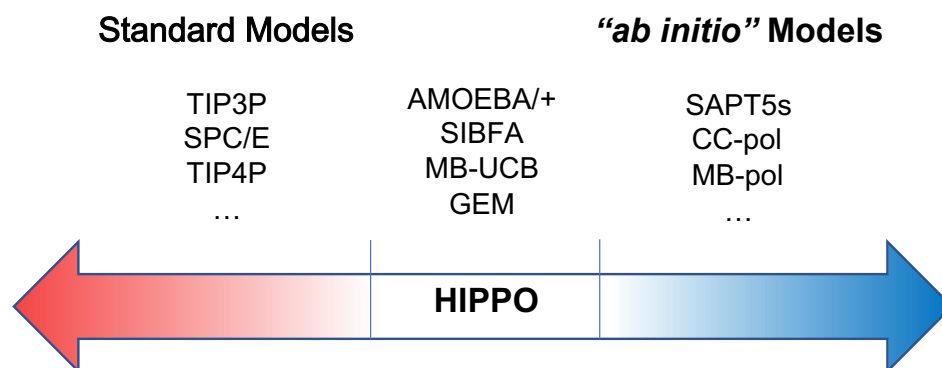 Standard Models
“ab initio” Models
TIP3P
SPC/E
TIP4P
…
AMOEBA/+
SIBFA
MB-UCB
GEM
SAPT5s
CC-pol
MB-pol
…
HIPPO